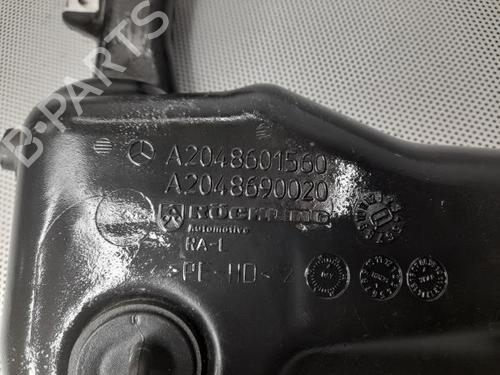 B-PARTS
A2048601560
A2048690020
RÖCHLING
Automotive
RA-L
>PE-HD<2